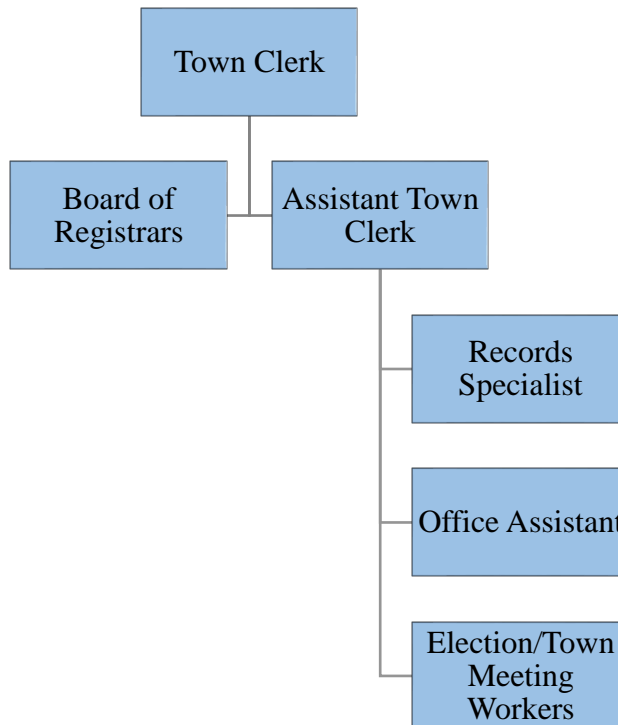 Town Clerk
Board of
Registrars
Assistant Town
Clerk
Records
Specialist
Office Assistant
Election/Town
Meeting
Workers